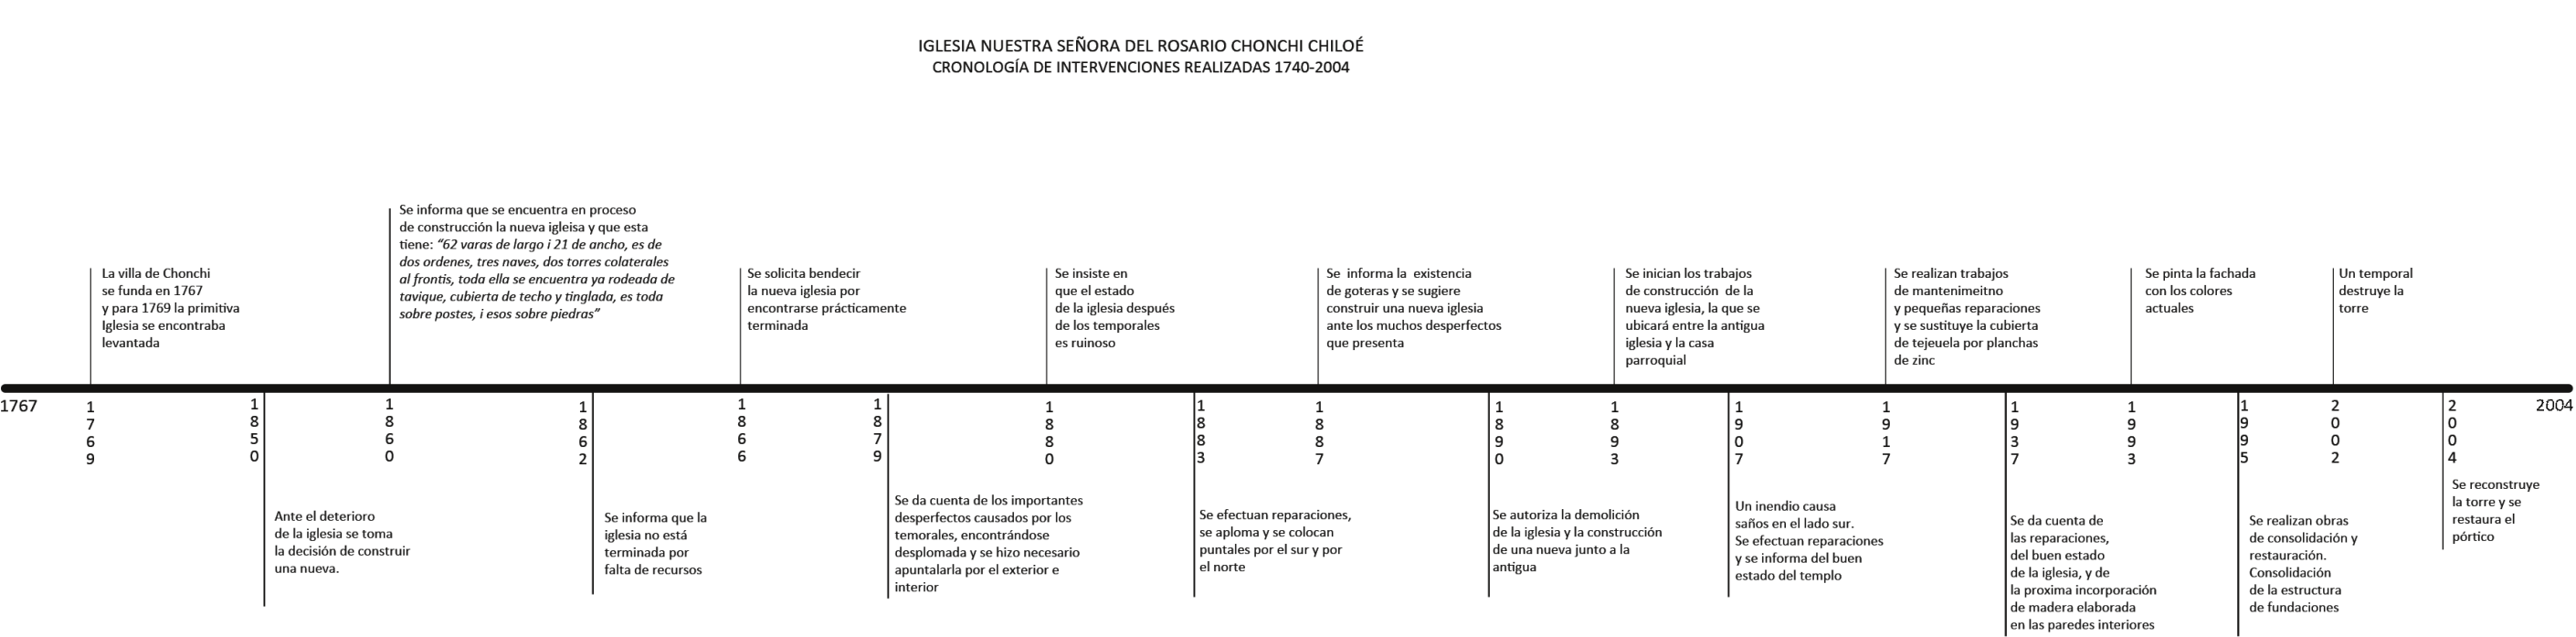 IGLESIA NUESTRA SEÑORA DEL ROSARIO CHONCHI CHILOÉ
CRONOLOGÍA DE INTERVENCIONES REALIZADAS 1740-2004
1767
1769
La villa de Chonchi
se funda en 1767
y para 1769 la primitiva
Iglesia se encontraba
levantada
1850
Ante el deterioro
de la iglesia se toma
la decisión de construir
una nueva.
1860
Se informa que se encuentra en proceso
de construcción la nueva igleisa y que esta
tiene: “62 varas de largo i 21 de ancho, es de
dos ordenes, tres naves, dos torres colaterales
al frontis, toda ella se encuentra ya rodeada de
tavique, cubierta de techo y tinglada, es toda
sobre postes, i esos sobre piedras”
1862
Se informa que la
iglesia no está
terminada por
falta de recursos
1866
Se solicita bendecir
la nueva iglesia por
encontrarse prácticamente
terminada
1879
Se da cuenta de los importantes
desperfectos causados por los
temorales, encontrándose
desplomada y se hizo necesario
apuntalarla por el exterior e
interior
1880
Se insiste en
que el estado
de la iglesia después
de los temporales
es ruinoso
1883
Se efectuan reparaciones,
se aploma y se colocan
puntales por el sur y por
el norte
1887
Se informa la existencia
de goteras y se sugiere
construir una nueva iglesia
ante los muchos desperfectos
que presenta
1890
Se autoriza la demolición
de la iglesia y la construcción
de una nueva junto a la
antigua
1893
Se inician los trabajos
de construcción de la
nueva iglesia, la que se
ubicará entre la antigua
iglesia y la casa
parroquial
1907
Un inendio causa
saños en el lado sur.
Se efectuan reparaciones
y se informa del buen
estado del templo
1917
Se realizan trabajos
de mantenimeitno
y pequeñas reparaciones
y se sustituye la cubierta
de tejeuela por planchas
de zinc
1937
Se da cuenta de
las reparaciones,
del buen estado
de la iglesia, y de
la proxima incorporación
de madera elaborada
en las paredes interiores
1993
Se pinta la fachada
con los colores
actuales
1995
Se realizan obras
de consolidación y
restauración.
Consolidación
de la estructura
de fundaciones
2002
Un temporal
destruye la
torre
2004
Se reconstruye
la torre y se
restaura el
pórtico
2004